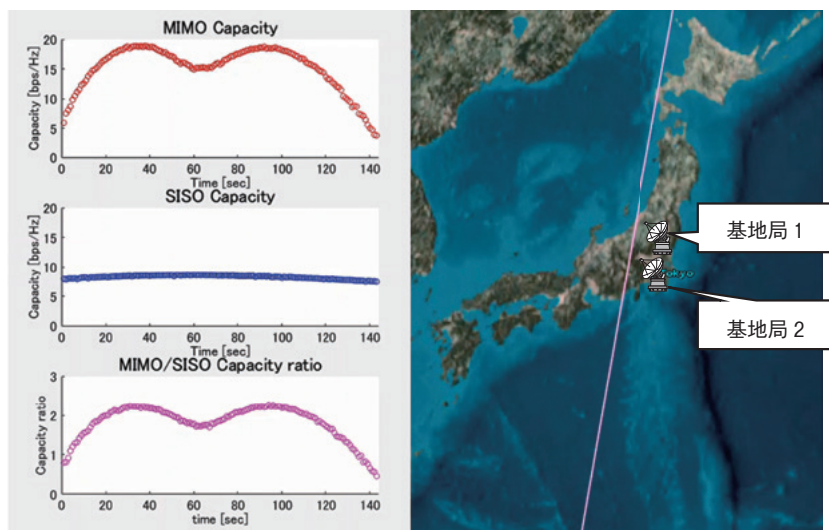 MIMO Capacity
Capacity [bps/Hz]
20
15
10
5
0
0 20 40 60 80 100 120 140
Time [sec]
SISO Capacity
Capacity [bps/Hz]
20
15
10
5
0
0 20 40 60 80 100 120 140
Time [sec]
MIMO/SISO Capacity ratio
Capacity ratio
3
2
1
0
0 20 40 60 80 100 120 140
time [sec]
基地局 1
Tokyo
基地局 2